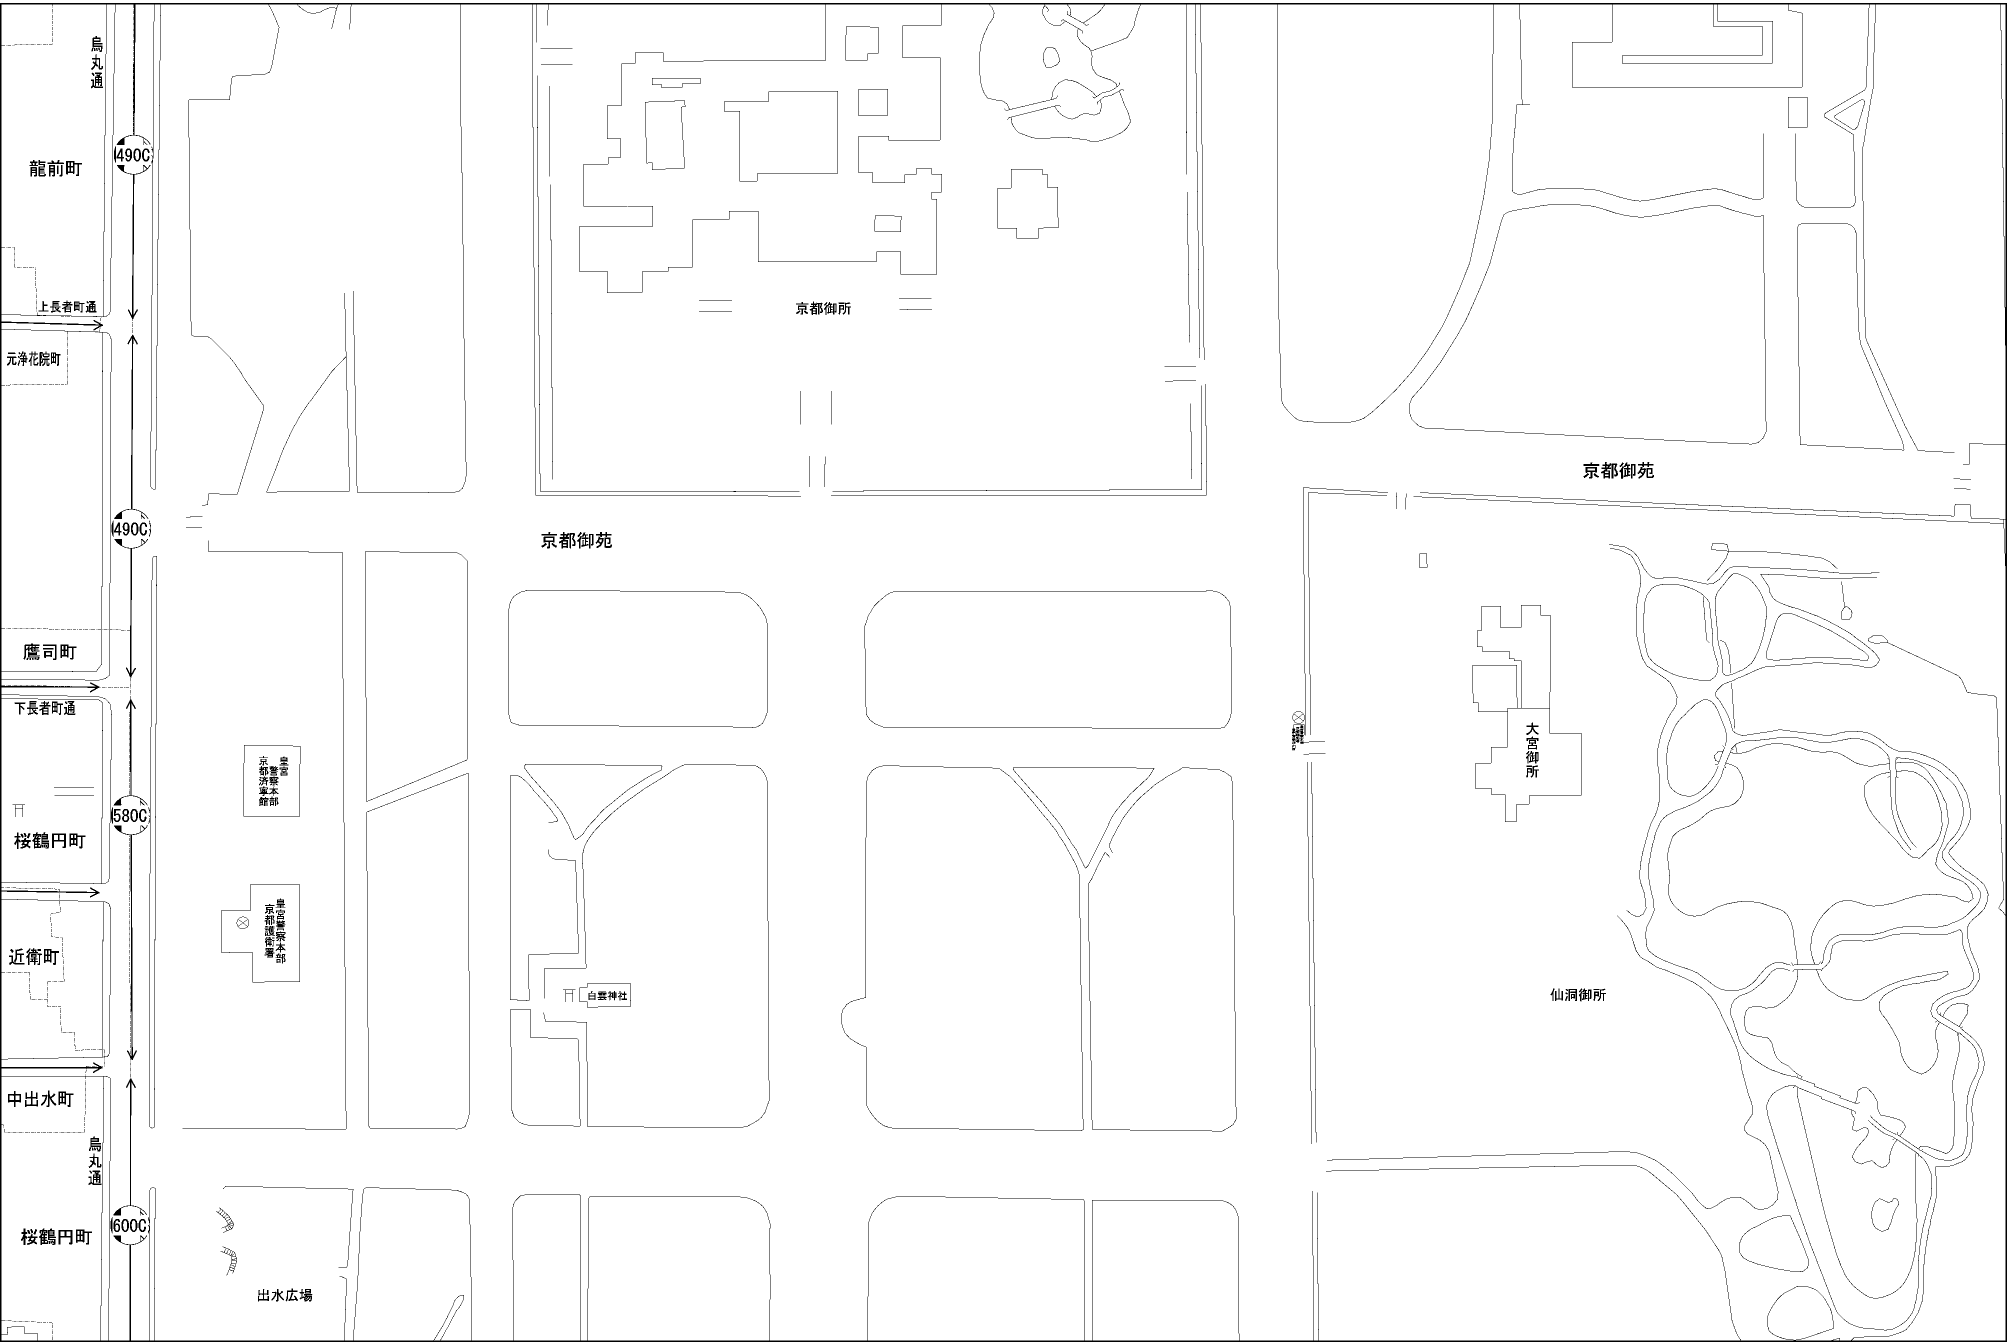 烏丸通
490C
龍前町
上長者町通
京都御所
元浄花院町
京都御苑
490C
京都御苑
鷹司町
下長者町通
大宮御所
皇宮
警察本部
京都済寧館
580C
桜鶴円町
皇宮警察本部
京都護衛署
近衛町
白雲神社
仙洞御所
中出水町
烏丸通
600C
桜鶴円町
出水広場